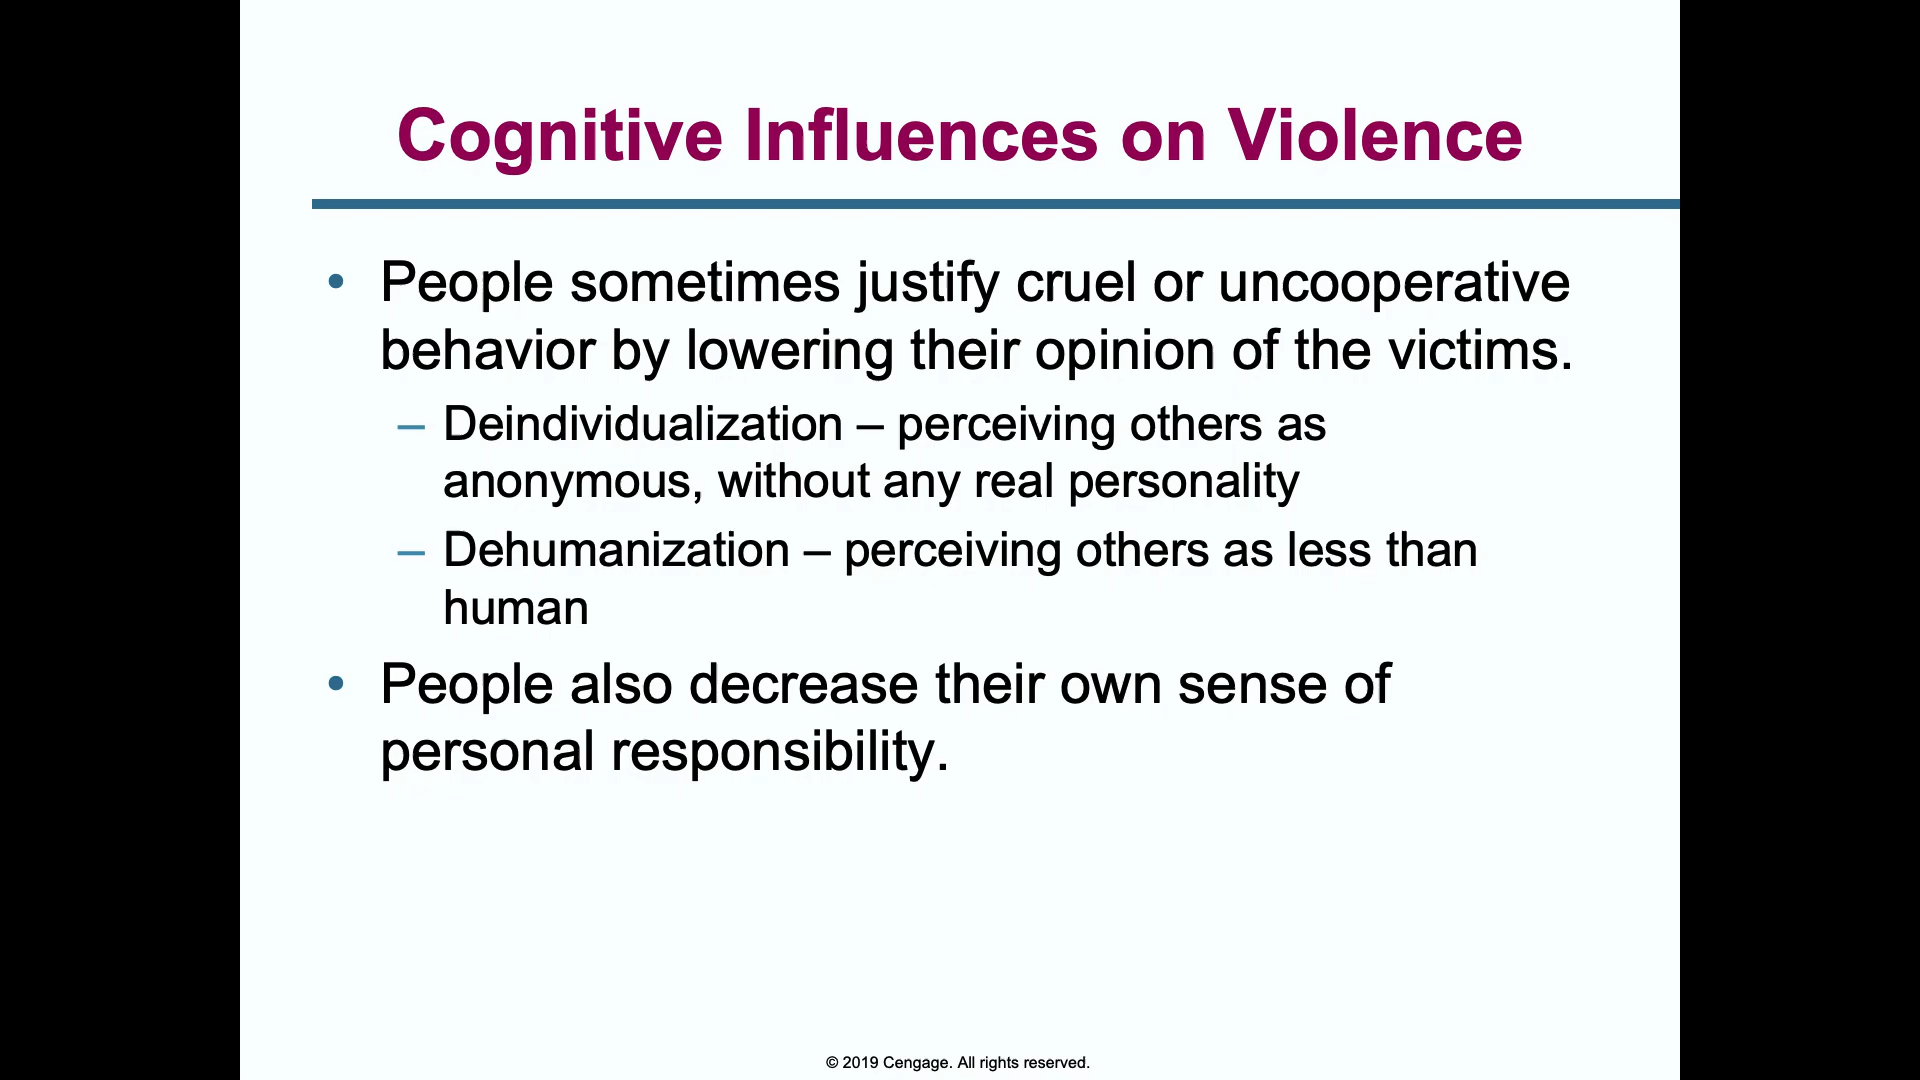 Cognitive Influences on Violence
• People sometimes justify cruel or uncooperative
behavior by lowering their opinion of the victims.
– Deindividualization – perceiving others as
anonymous, without any real personality
– Dehumanization – perceiving others as less than
human
• People also decrease their own sense of
personal responsibility.
© 2019 Cengage. All rights reserved.